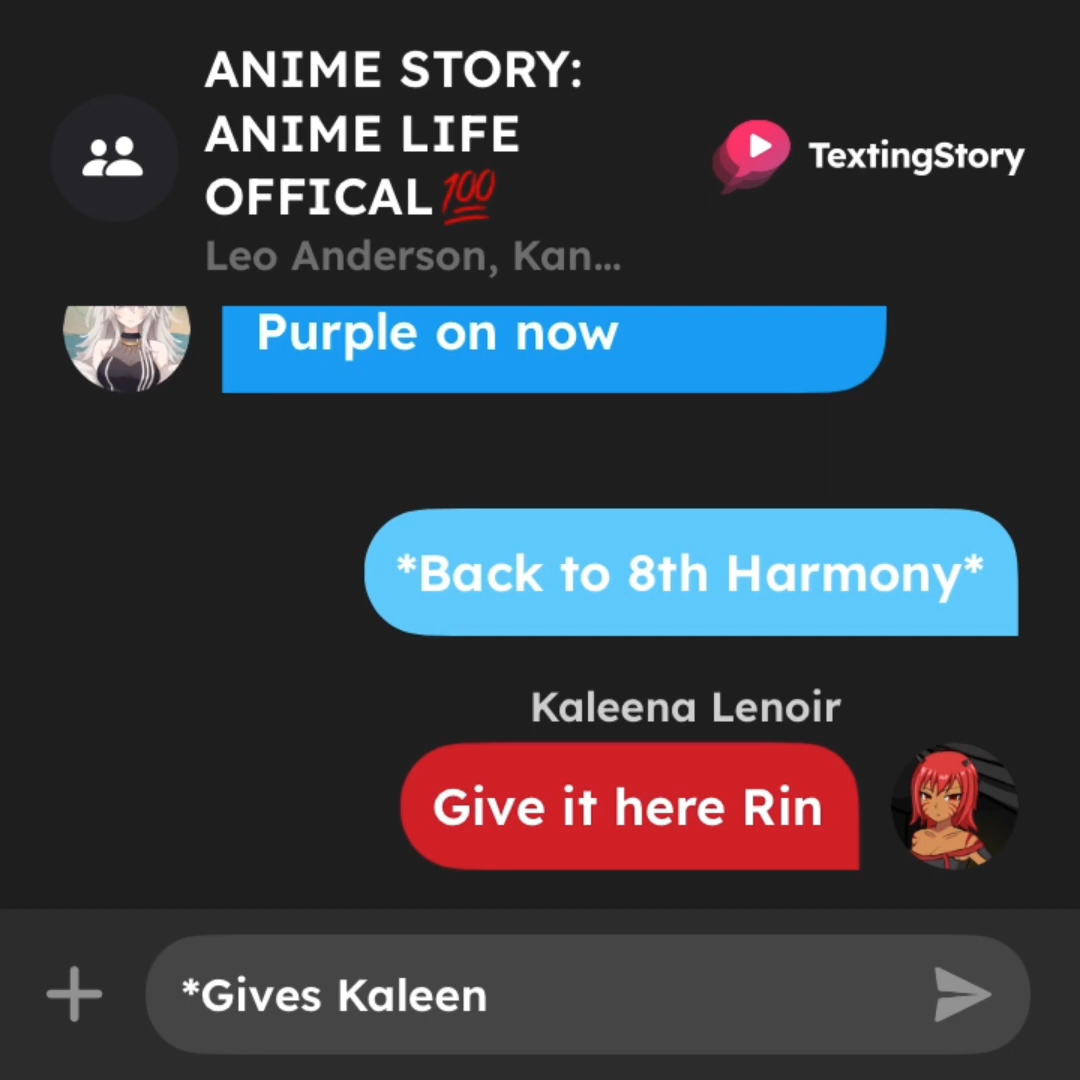 ANIME STORY:
ANIME LIFE
OFFICAL💯
TextingStory
Leo Anderson, Kan...
Purple on now
*Back to 8th Harmony*
Kaleena Lenoir
Give it here Rin
*Gives Kaleen